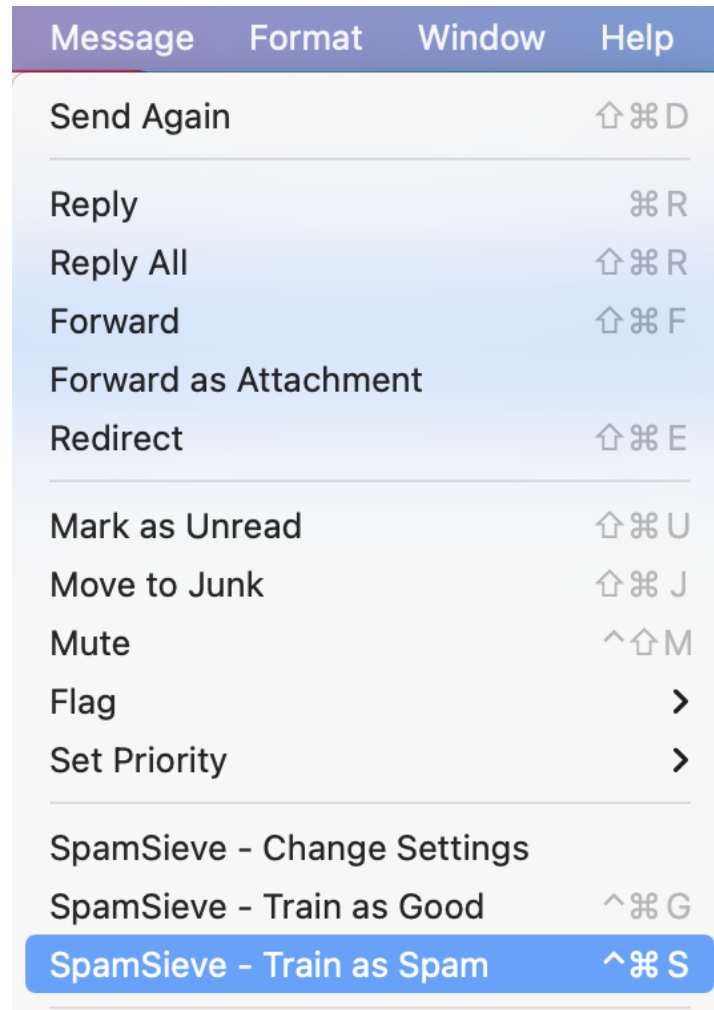 Message Format Window Help
Send Again ⇧⌘D
Reply ⌘R
Reply All ⇧⌘R
Forward ⇧⌘F
Forward as Attachment
Redirect ⇧⌘E
Mark as Unread ⇧⌘U
Move to Junk ⇧⌘J
Mute ^⇧M
Flag >
Set Priority >
SpamSieve - Change Settings
SpamSieve - Train as Good ^⌘G
SpamSieve - Train as Spam ^⌘S